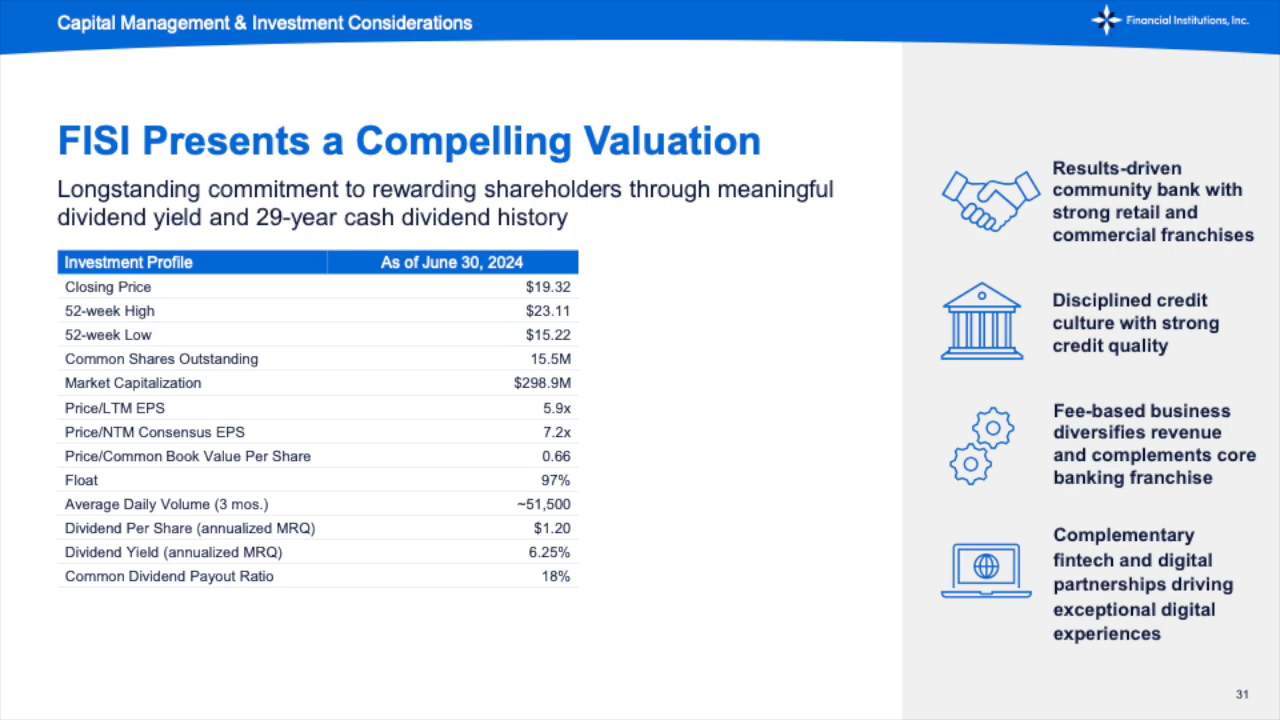 Capital Management & Investment Considerations
Financial Institutions, Inc.
FISI Presents a Compelling Valuation
Longstanding commitment to rewarding shareholders through meaningful
dividend yield and 29-year cash dividend history
Investment Profile As of June 30, 2024
Closing Price $19.32
52-week High $23.11
52-week Low $15.22
Common Shares Outstanding 15.5M
Market Capitalization $298.9M
Price/LTM EPS 5.9x
Price/NTM Consensus EPS 7.2x
Price/Common Book Value Per Share 0.66
Float 97%
Average Daily Volume (3 mos.) ~51,500
Dividend Per Share (annualized MRQ) $1.20
Dividend Yield (annualized MRQ) 6.25%
Common Dividend Payout Ratio 18%
Results-driven
community bank with
strong retail and
commercial franchises
Disciplined credit
culture with strong
credit quality
Fee-based business
diversifies revenue
and complements core
banking franchise
Complementary
fintech and digital
partnerships driving
exceptional digital
experiences
31